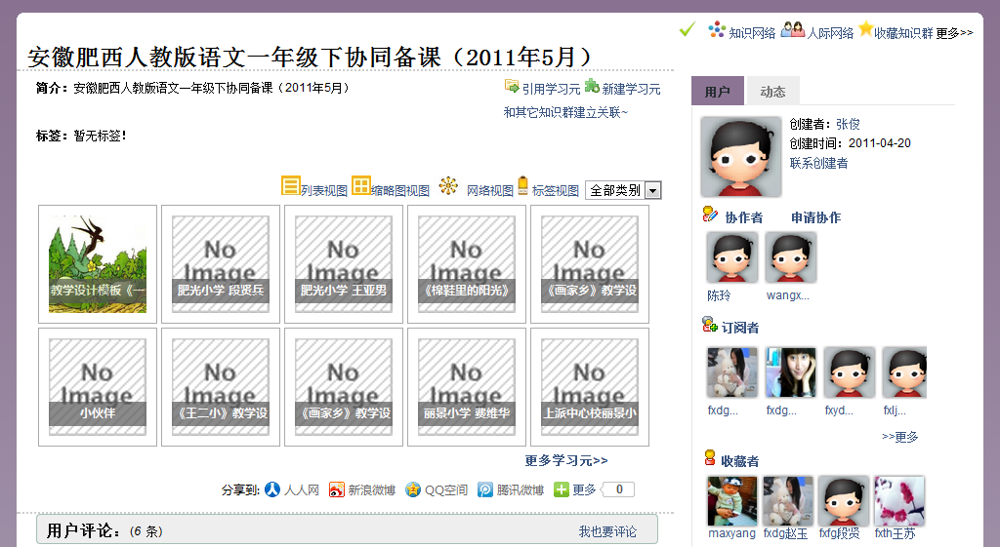 知识网络 人际网络 收藏知识群 更多>>
安徽肥西人教版语文一年级下协同备课（2011年5月）
简介：安徽肥西人教版语文一年级下协同备课（2011年5月）
引用学习元 新建学习元
和其它知识群建立关联~
标签：暂无标签！
列表视图 缩略图视图 网络视图 标签视图 全部类别
No Image No Image No Image No Image
教学设计模板《一 肥光小学 段贤兵 肥光小学 王亚男 《棉鞋里的阳光》 《画家乡》教学设
No Image No Image No Image No Image No Image
小伙伴 《王二小》教学设 《画家乡》教学设 丽景小学 费维华 上派中心校丽景小
更多学习元>>
分享到: 人人网 新浪微博 QQ空间 腾讯微博 更多 0
用户评论：(6 条) 我也要评论
用户 动态
创建者：张俊
创建时间：2011-04-20
联系创建者
协作者 申请协作
陈玲 wangx...
订阅者
fxdg... fxdg... fxyd... fxlj...
>>更多
收藏者
maxyang fxdg赵玉 fxfg段贤 fxth王苏